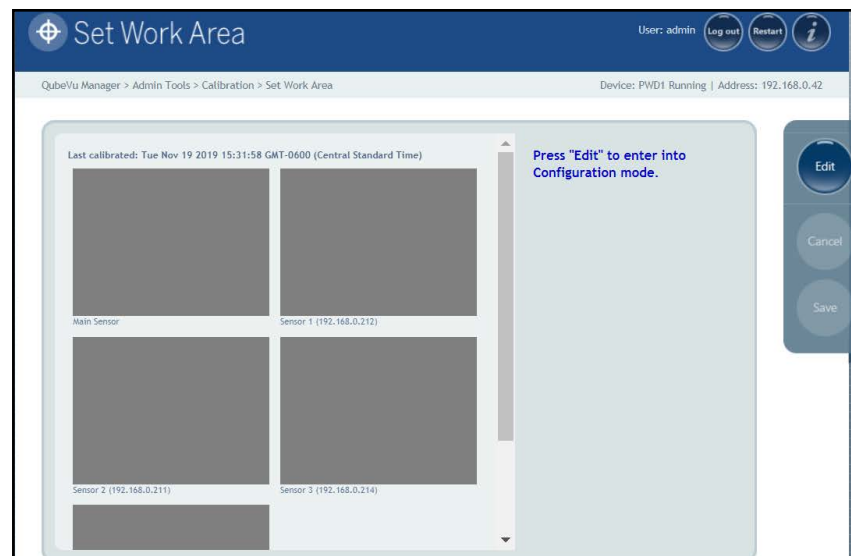 Set Work Area
User: admin
Log out
Restart
i
QubeVu Manager > Admin Tools > Calibration > Set Work Area
Device: PWD1 Running | Address: 192.168.0.42
Last calibrated: Tue Nov 19 2019 15:31:58 GMT-0600 (Central Standard Time)
Press "Edit" to enter into
Configuration mode.
Edit
Cancel
Save
Main Sensor
Sensor 1 (192.168.0.212)
Sensor 2 (192.168.0.211)
Sensor 3 (192.168.0.214)